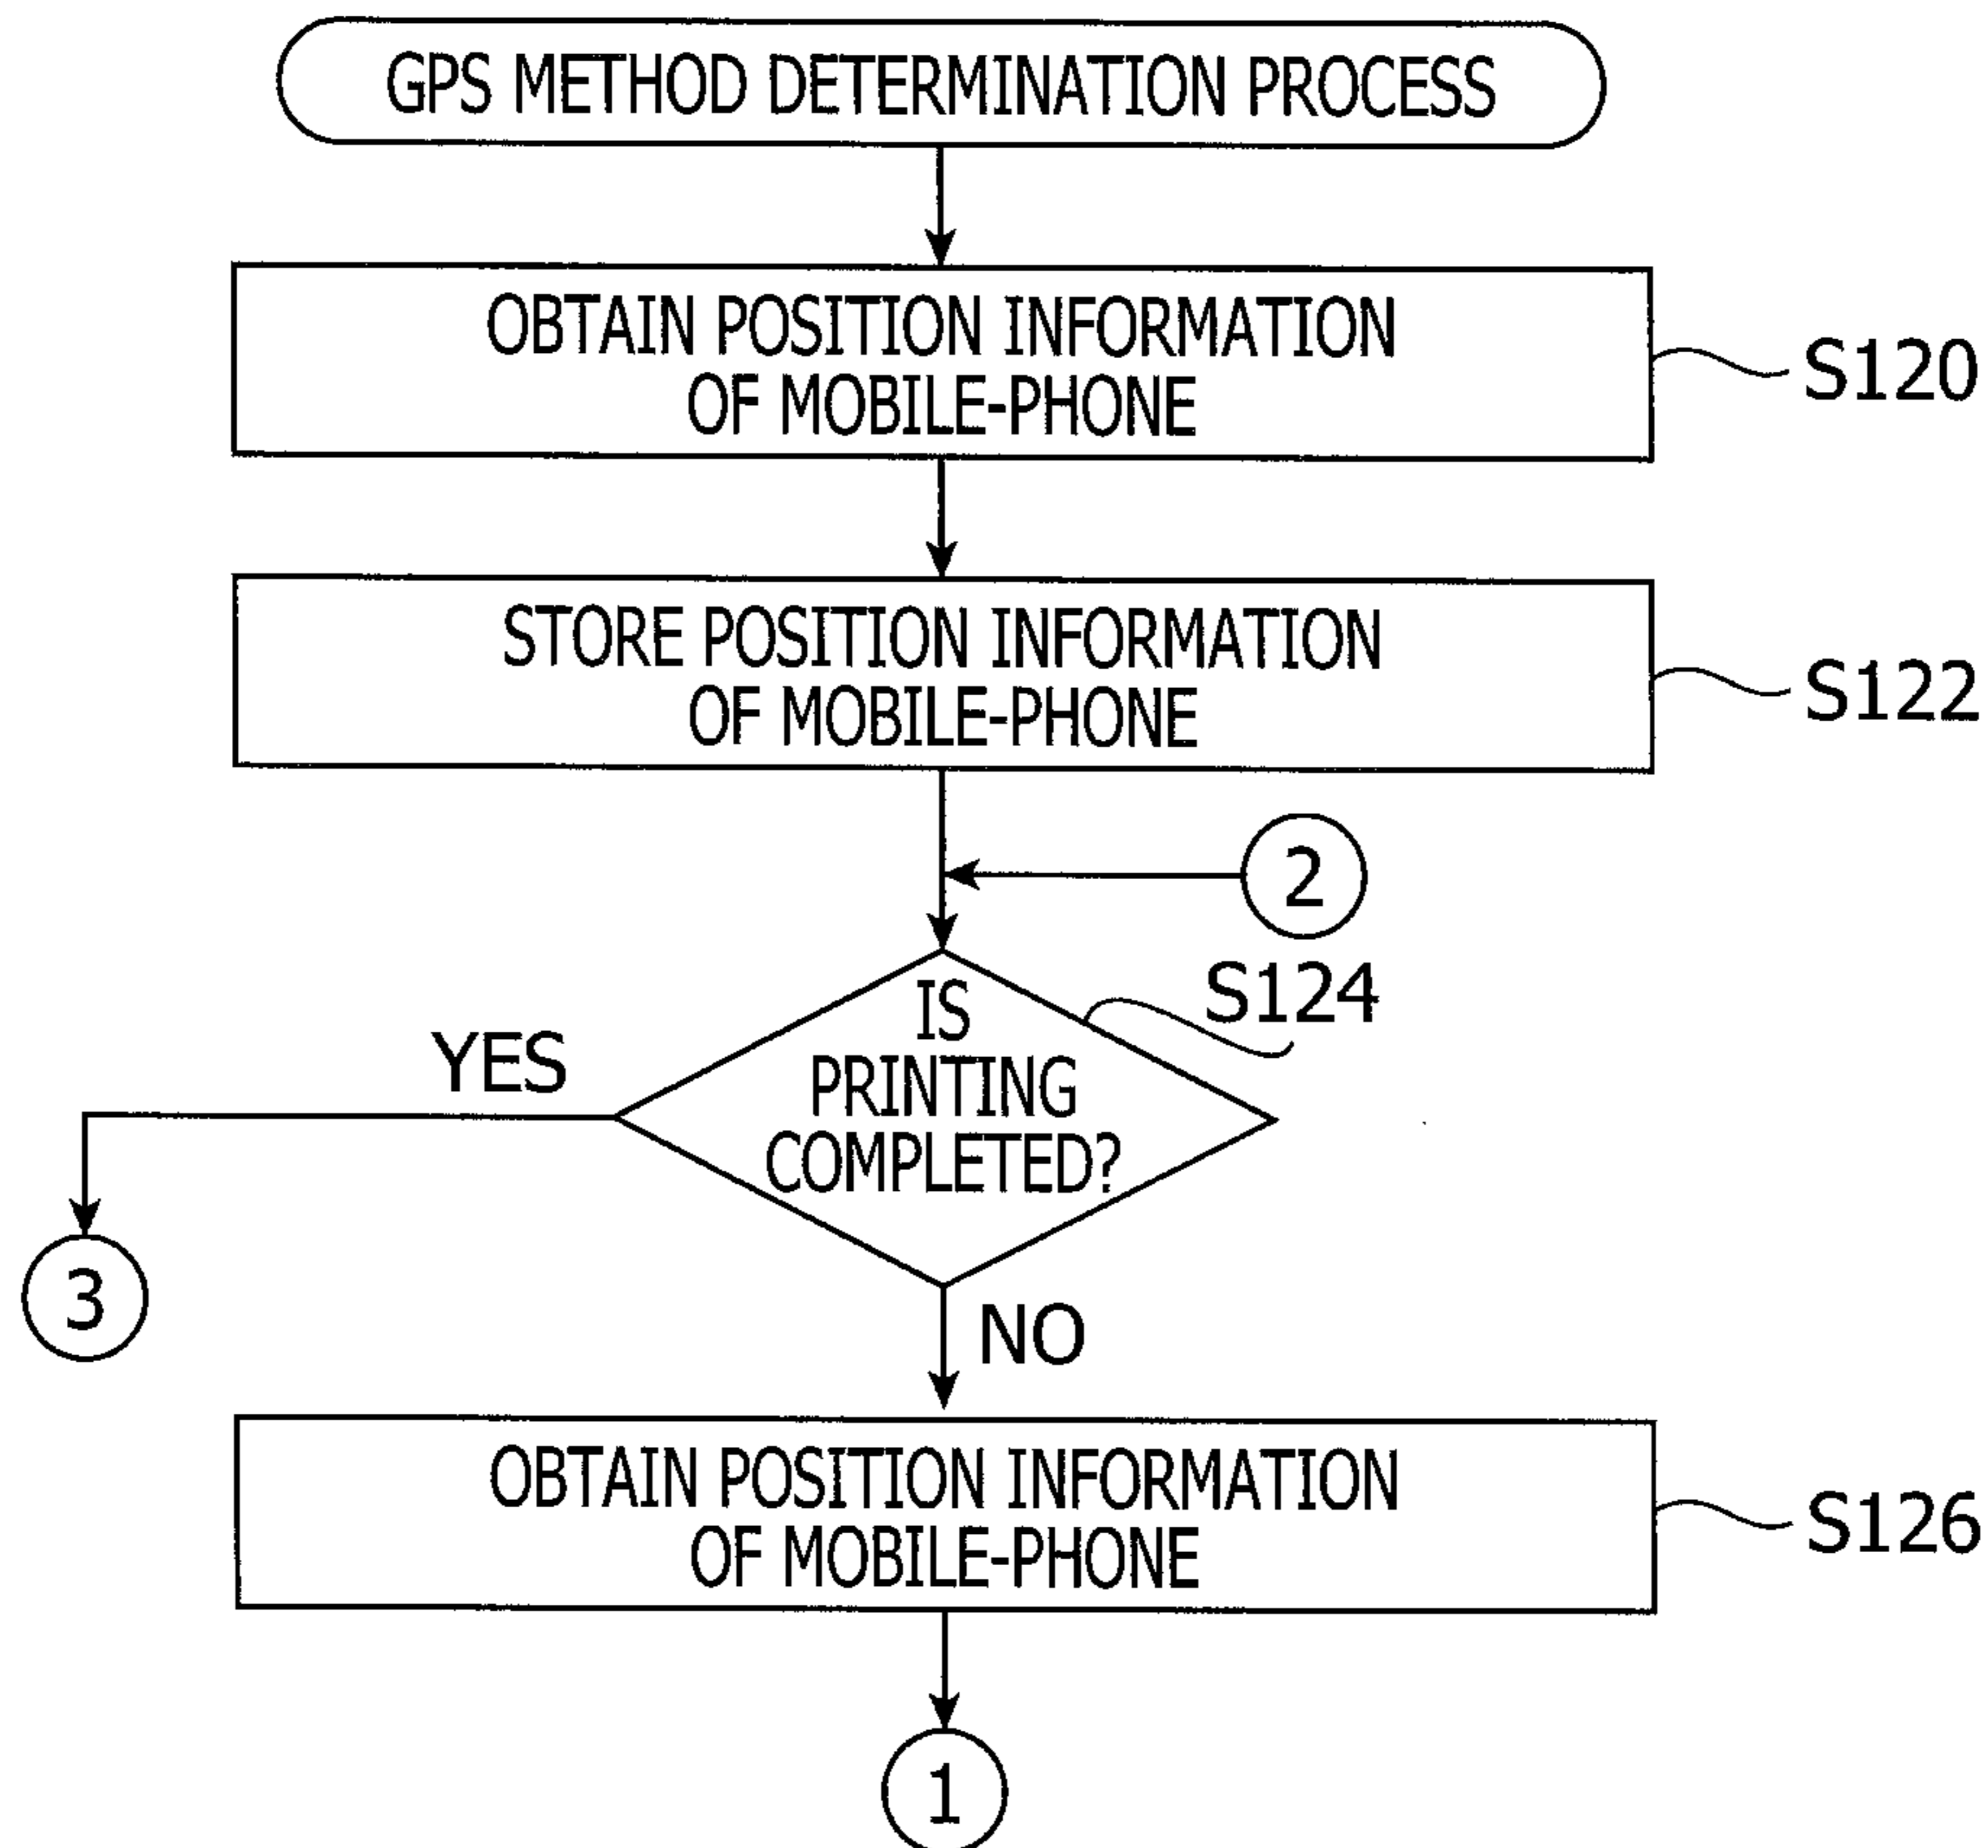 GPS METHOD DETERMINATION PROCESS
OBTAIN POSITION INFORMATION
OF MOBILE-PHONE
S120
STORE POSITION INFORMATION
OF MOBILE-PHONE
S122
2
S124
IS
PRINTING
COMPLETED?
YES
3
NO
OBTAIN POSITION INFORMATION
OF MOBILE-PHONE
S126
1